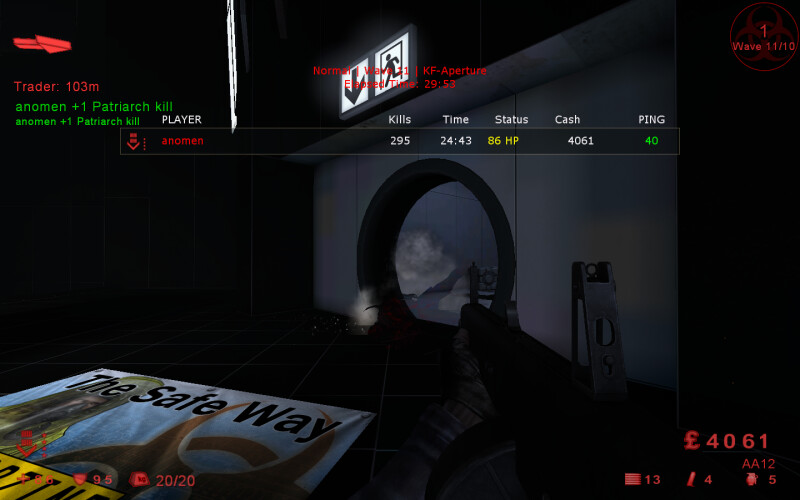 1
Wave 11/10
Normal | Wave 11 | KF-Aperture
Elapsed Time: 29:53
Trader: 103m
anomen +1 Patriarch kill
anomen +1 Patriarch kill
PLAYER Kills Time Status Cash PING
anomen 295 24:43 86 HP 4061 40
The Safe Way
£4061
AA12
95 20/20 13 4 5